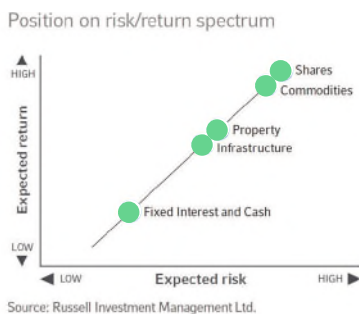 Position on risk/return spectrum
HIGH
Shares
Commodities
Property
Infrastructure
Expected return
Fixed Interest and Cash
LOW
LOW
Expected risk
HIGH
Source: Russell Investment Management Ltd.